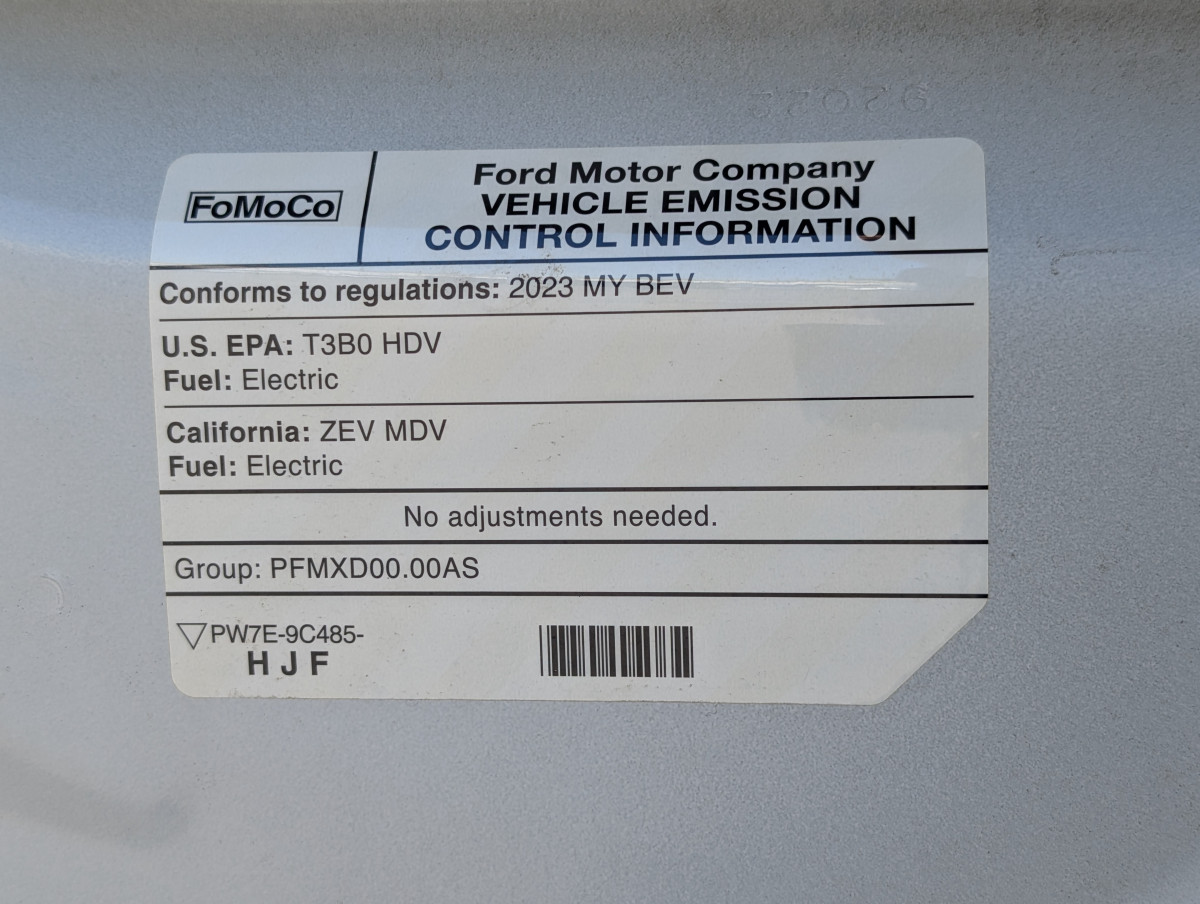 FoMoCo
Ford Motor Company
VEHICLE EMISSION
CONTROL INFORMATION
Conforms to regulations: 2023 MY BEV
U.S. EPA: T3B0 HDV
Fuel: Electric
California: ZEV MDV
Fuel: Electric
No adjustments needed.
Group: PFMXD00.00AS
PW7E-9C485-
H J F